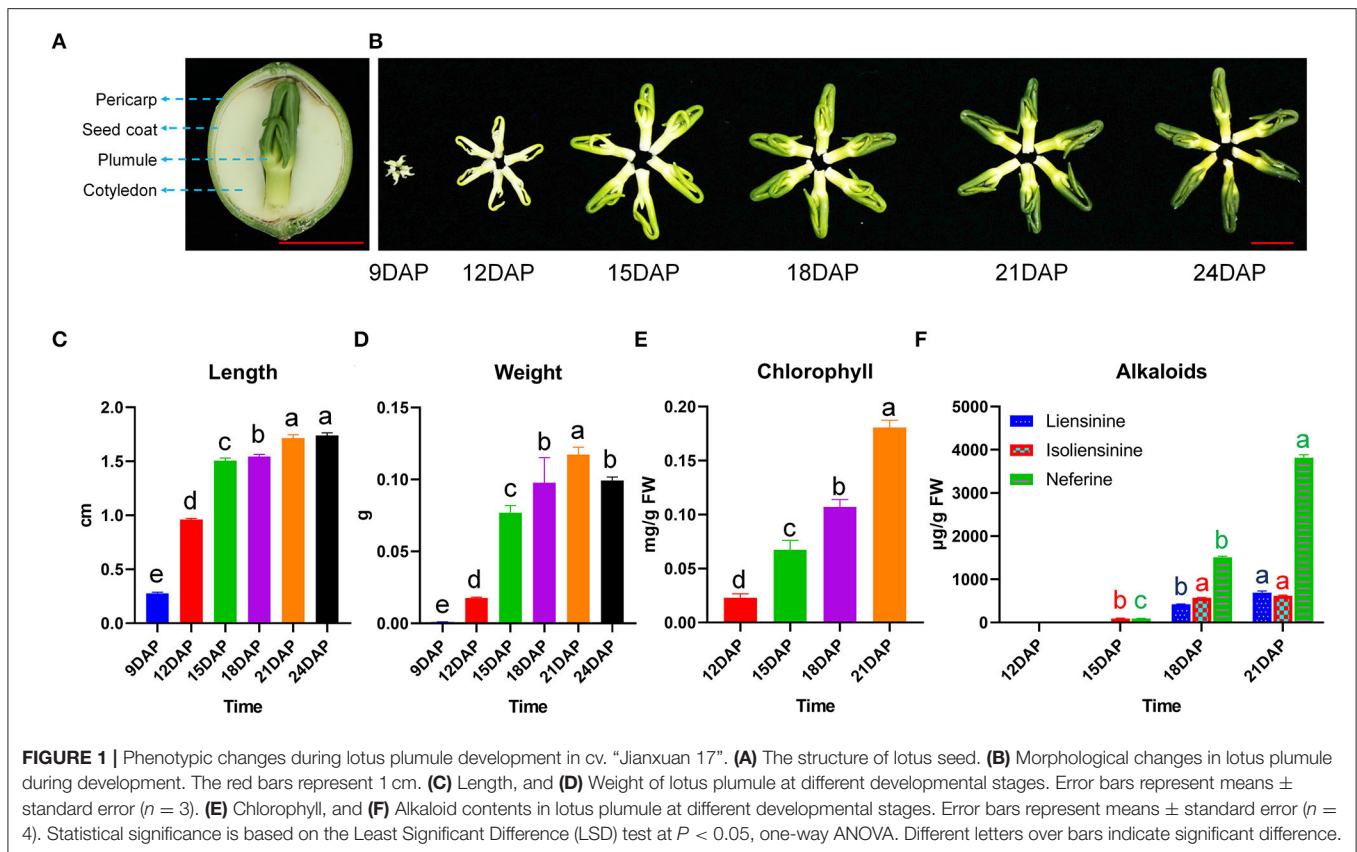 A
B
Pericarp
Seed coat
Plumule
Cotyledon
9DAP 12DAP 15DAP 18DAP 21DAP 24DAP
C
Length
cm
2.0
1.5
1.0
0.5
0.0
e d c b a a
9DAP 12DAP 15DAP 18DAP 21DAP 24DAP
Time
D
Weight
g
0.15
0.10
0.05
0.00
e d c b a b
9DAP 12DAP 15DAP 18DAP 21DAP 24DAP
Time
E
Chlorophyll
mg/g FW
0.20
0.15
0.10
0.05
0.00
d c b a
12DAP 15DAP 18DAP 21DAP
Time
F
Alkaloids
µg/g FW
5000
4000
3000
2000
1000
0
Liensinine
Isoliensinine
Neferine
b c b a b a a a
12DAP 15DAP 18DAP 21DAP
Time
FIGURE 1 | Phenotypic changes during lotus plumule development in cv. “Jianxuan 17”. (A) The structure of lotus seed. (B) Morphological changes in lotus plumule
during development. The red bars represent 1 cm. (C) Length, and (D) Weight of lotus plumule at different developmental stages. Error bars represent means ±
standard error (n = 3). (E) Chlorophyll, and (F) Alkaloid contents in lotus plumule at different developmental stages. Error bars represent means ± standard error (n =
4). Statistical significance is based on the Least Significant Difference (LSD) test at P < 0.05, one-way ANOVA. Different letters over bars indicate significant difference.